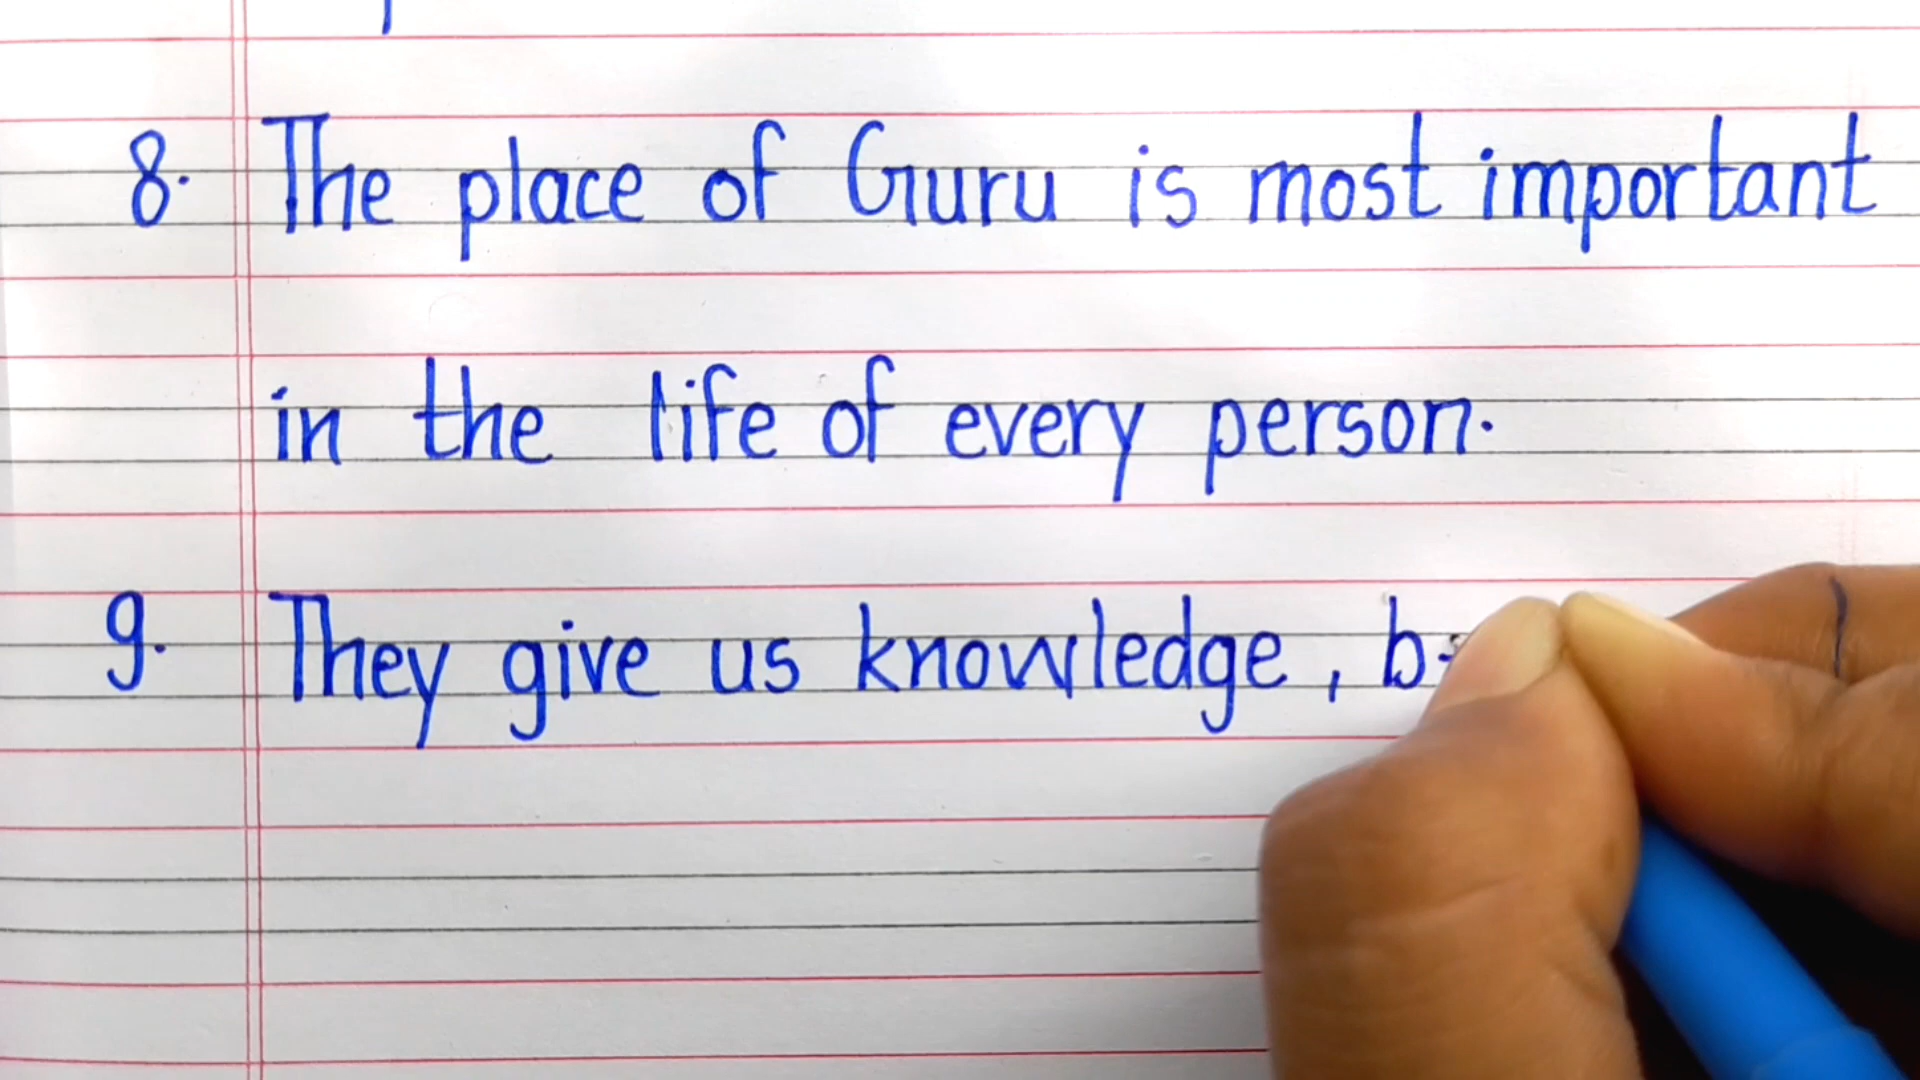 8. The place of Guru is most important
in the life of every person.
9. They give us knowledge, b